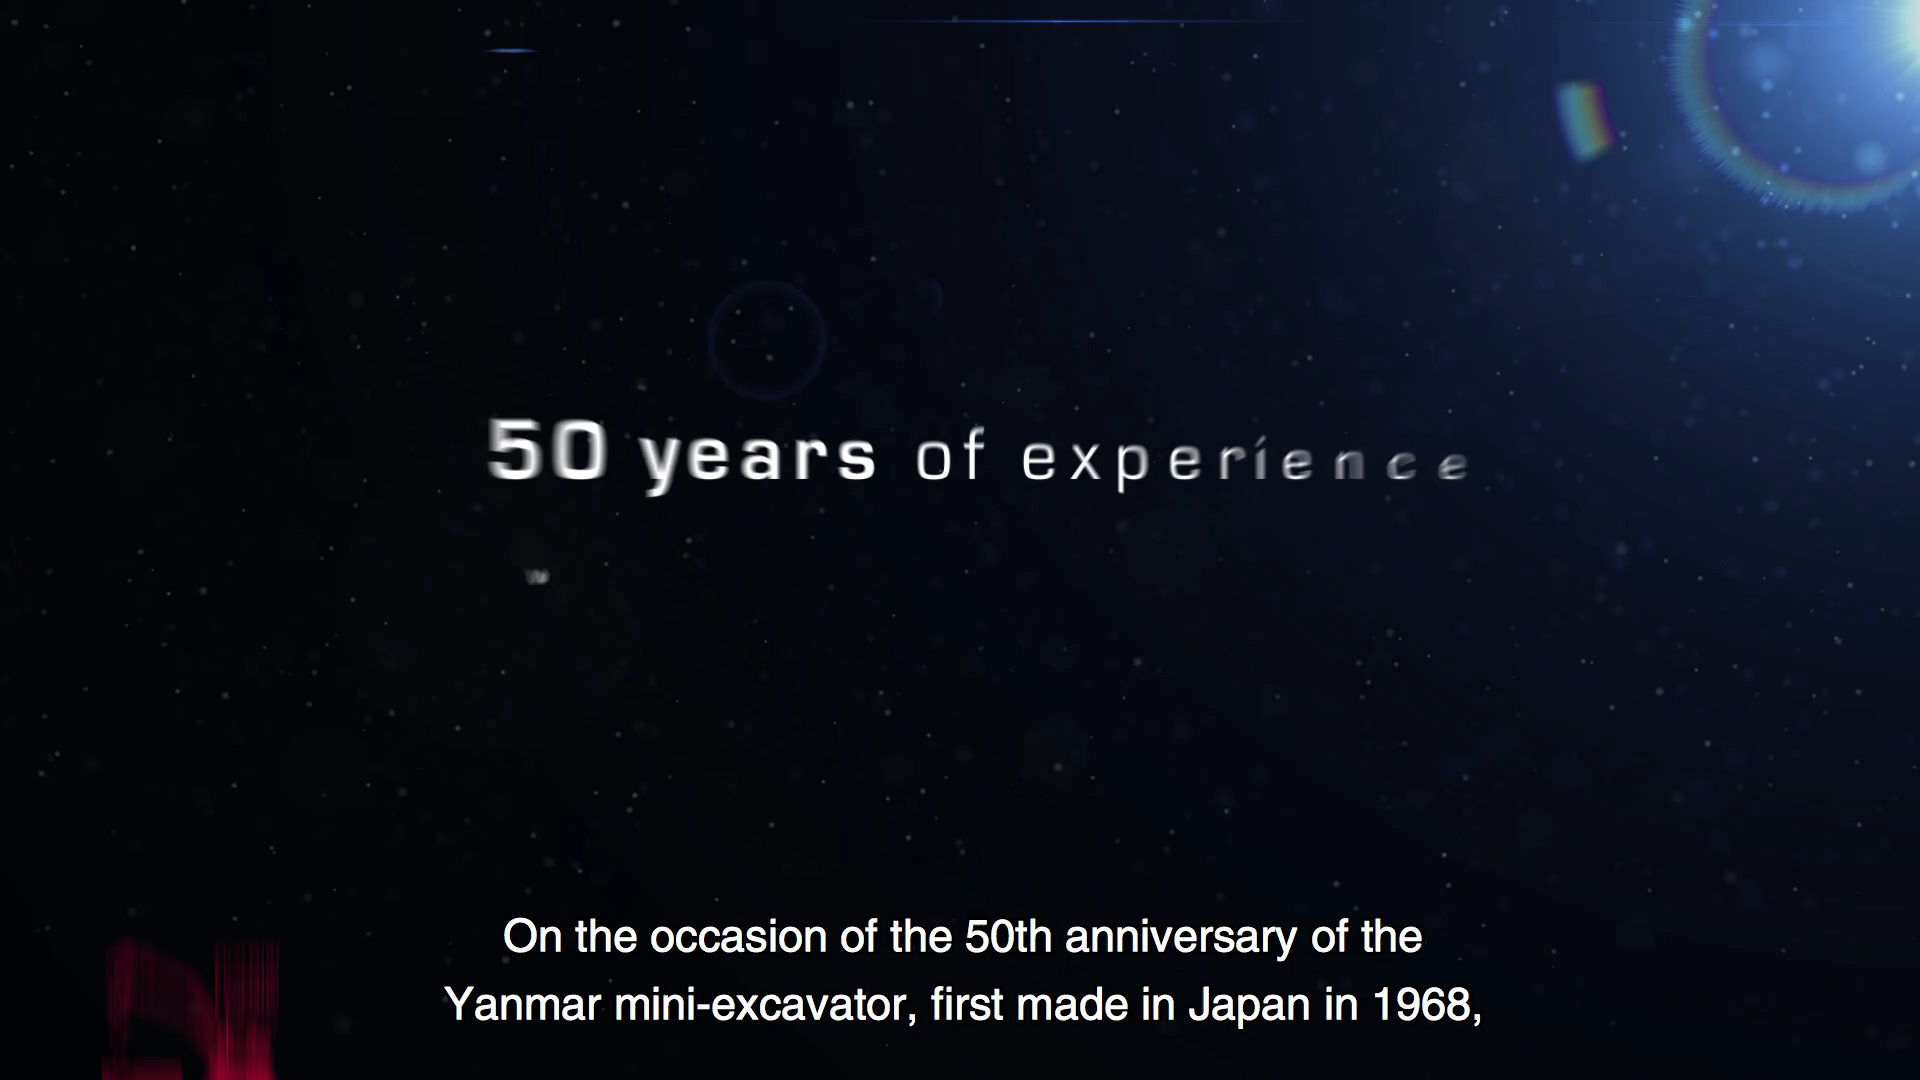 50 years of experience
On the occasion of the 50th anniversary of the
Yanmar mini-excavator, first made in Japan in 1968,